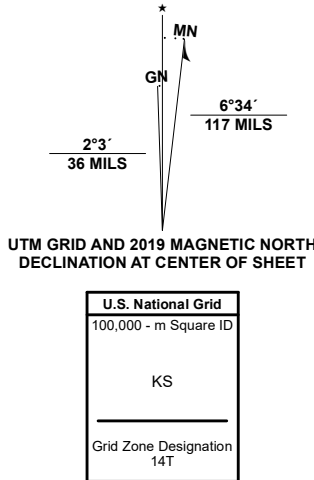 ★
MN
GN
6°34´
117 MILS
2°3´
36 MILS
UTM GRID AND 2019 MAGNETIC NORTH
DECLINATION AT CENTER OF SHEET
U.S. National Grid
100,000 - m Square ID
KS
Grid Zone Designation
14T